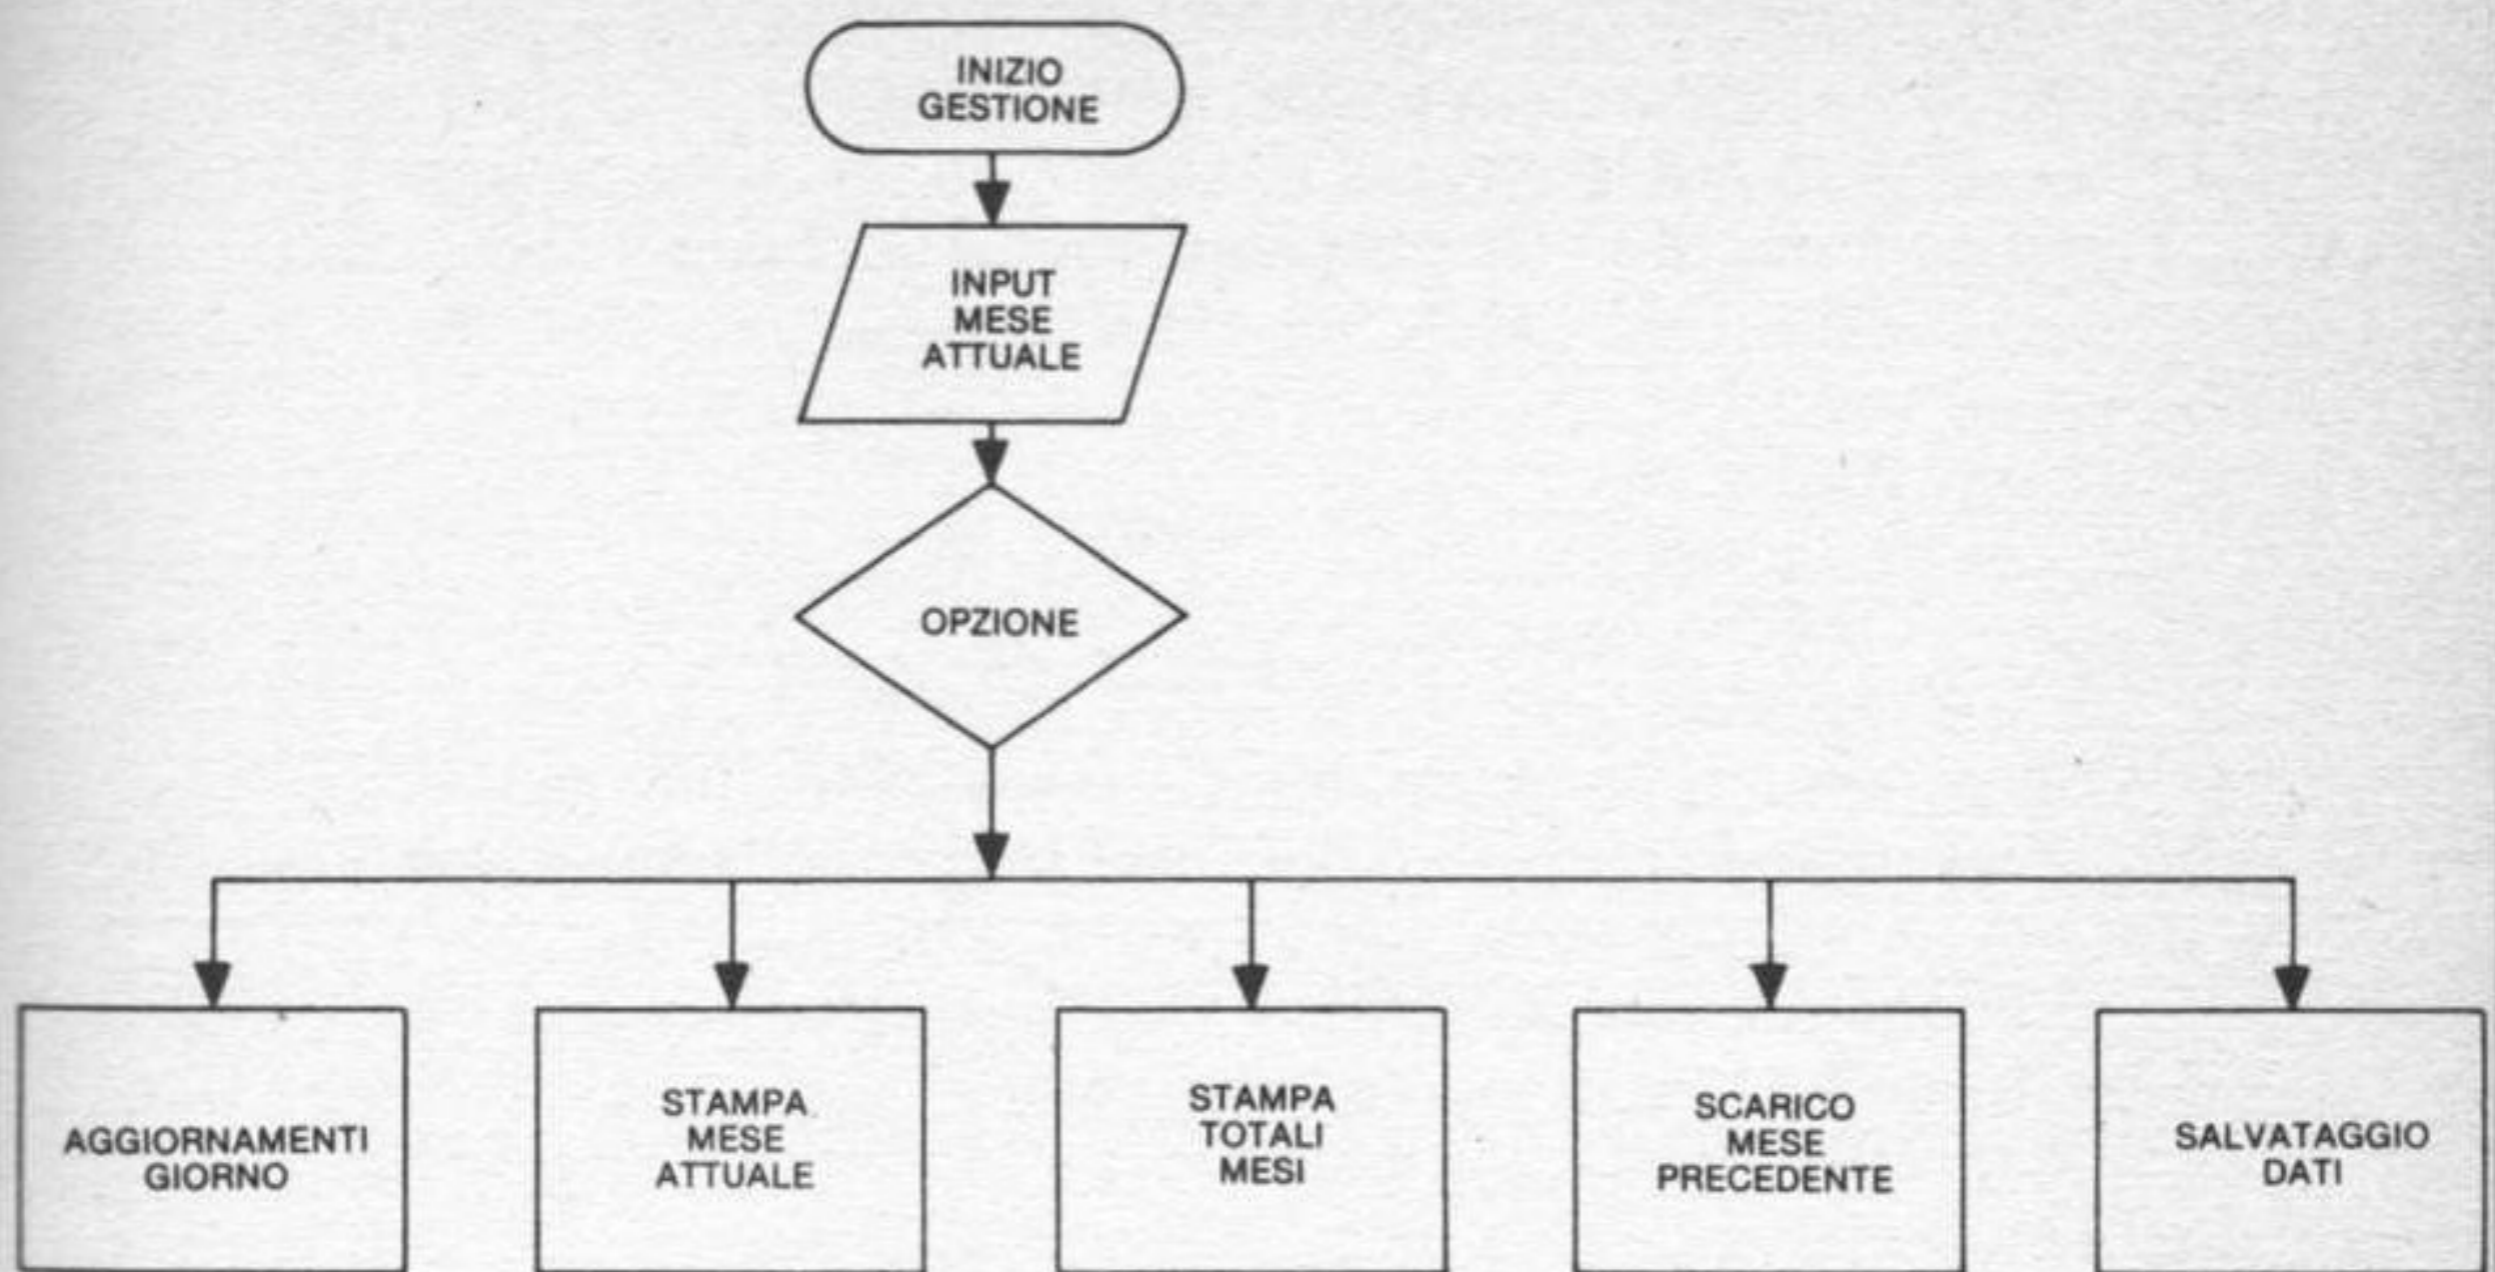 INIZIO
GESTIONE
INPUT
MESE
ATTUALE
OPZIONE
AGGIORNAMENTI
GIORNO
STAMPA
MESE
ATTUALE
STAMPA
TOTALI
MESI
SCARICO
MESE
PRECEDENTE
SALVATAGGIO
DATI